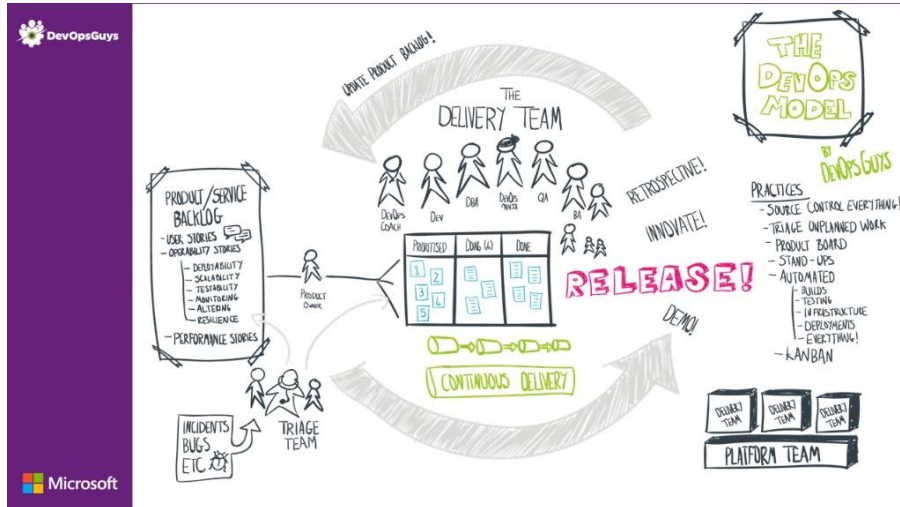 DevOpsGuys
UPDATE PRODUCT BACKLOG!
THE
DELIVERY TEAM
DEVOPS
COACH
DEV
DBA
DEVOPS
NINJA
QA
BA
RETROSPECTIVE!
INNOVATE!
RELEASE!
DEMO!
THE
DEVOPS
MODEL
BY
DEVOPSGUYS
PRODUCT/SERVICE
BACKLOG
- USER STORIES
- OPERABILITY STORIES
- DEPLOYABILITY
- SCALABILITY
- TESTABILITY
- MONITORING
- ALTERING
- RESILIENCE
- PERFORMANCE STORIES
PRODUCT
OWNER
PRIORITISED
DOING (4)
DONE
1
2
3
4
5
CONTINUOUS DELIVERY
INCIDENTS
BUGS
ETC
TRIAGE
TEAM
PRACTICES
- SOURCE CONTROL EVERYTHING!
- TRIAGE UNPLANNED WORK
- PRODUCT BOARD
- STAND-UPS
- AUTOMATED
- BUILDS
- TESTING
- INFRASTRUCTURE
- DEPLOYMENTS
- EVERYTHING!
- KANBAN
DELIVERY
TEAM
DELIVERY
TEAM
DELIVERY
TEAM
PLATFORM TEAM
Microsoft